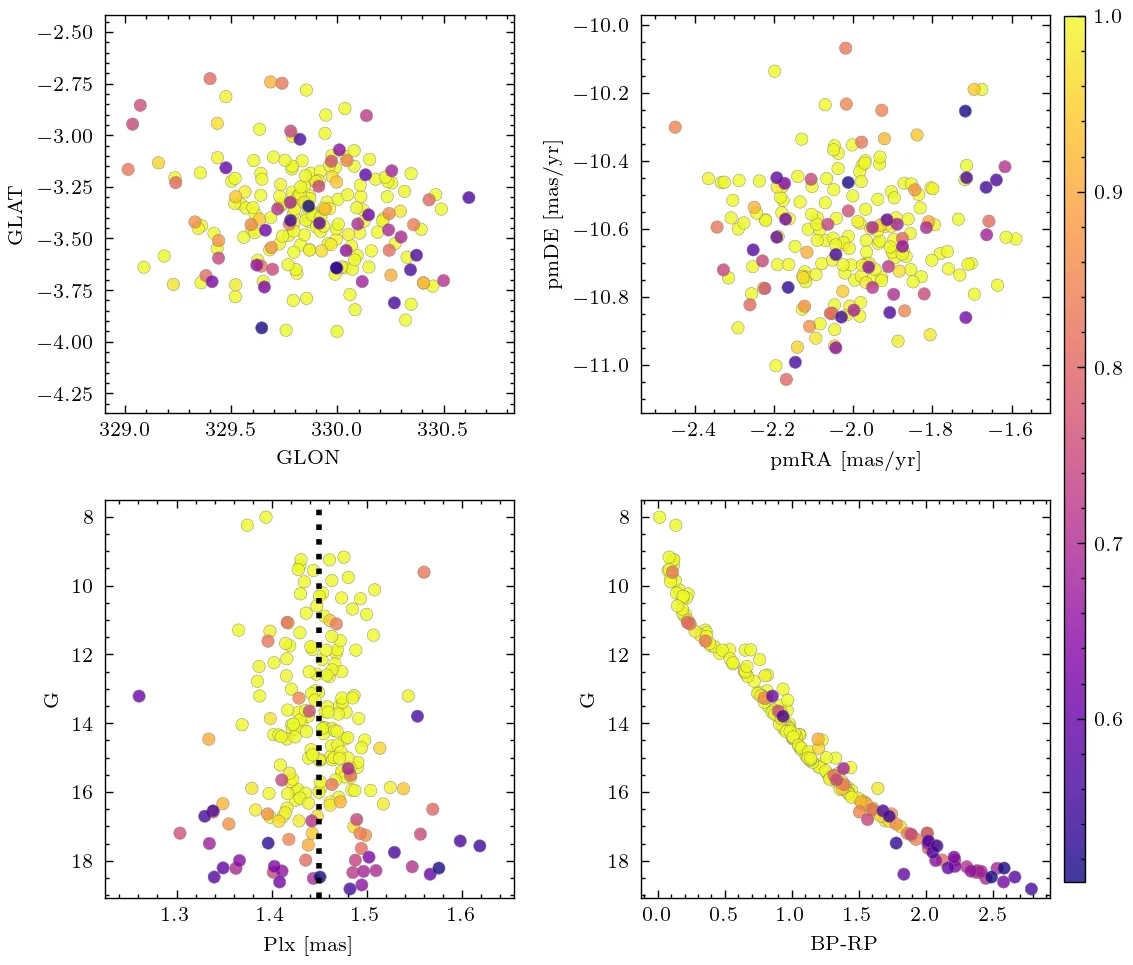 −2.50
−2.75
−3.00
−3.25
−3.50
−3.75
−4.00
−4.25
GLAT
329.0 329.5 330.0 330.5
GLON
−10.0
−10.2
−10.4
−10.6
−10.8
−11.0
pmDE [mas/yr]
−2.4 −2.2 −2.0 −1.8 −1.6
pmRA [mas/yr]
1.0
0.9
0.8
0.7
0.6
8
10
12
14
16
18
G
1.3 1.4 1.5 1.6
Plx [mas]
8
10
12
14
16
18
G
0.0 0.5 1.0 1.5 2.0 2.5
BP-RP